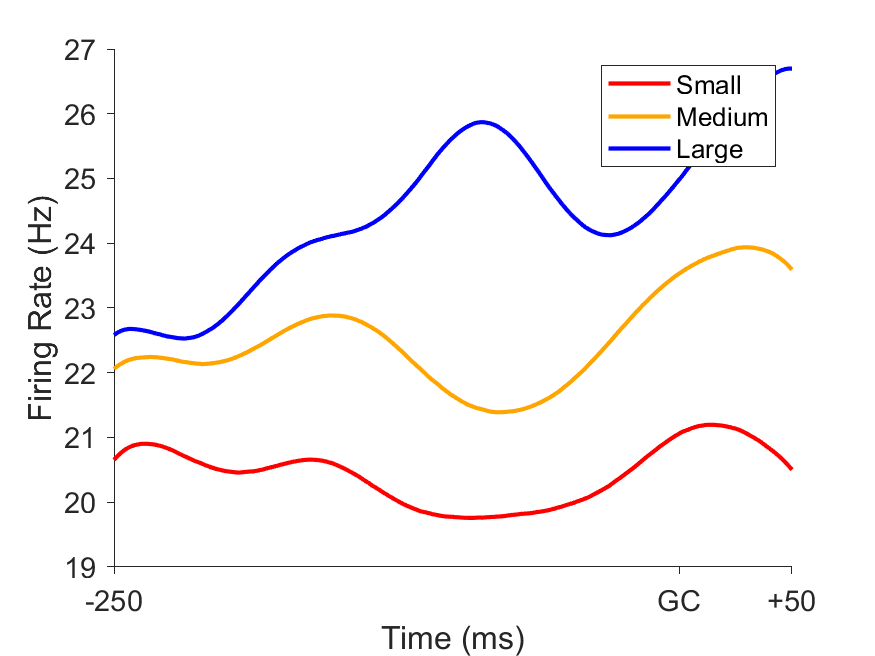 27
26
25
24
23
22
21
20
19
Firing Rate (Hz)
Small
Medium
Large
-250
GC
+50
Time (ms)